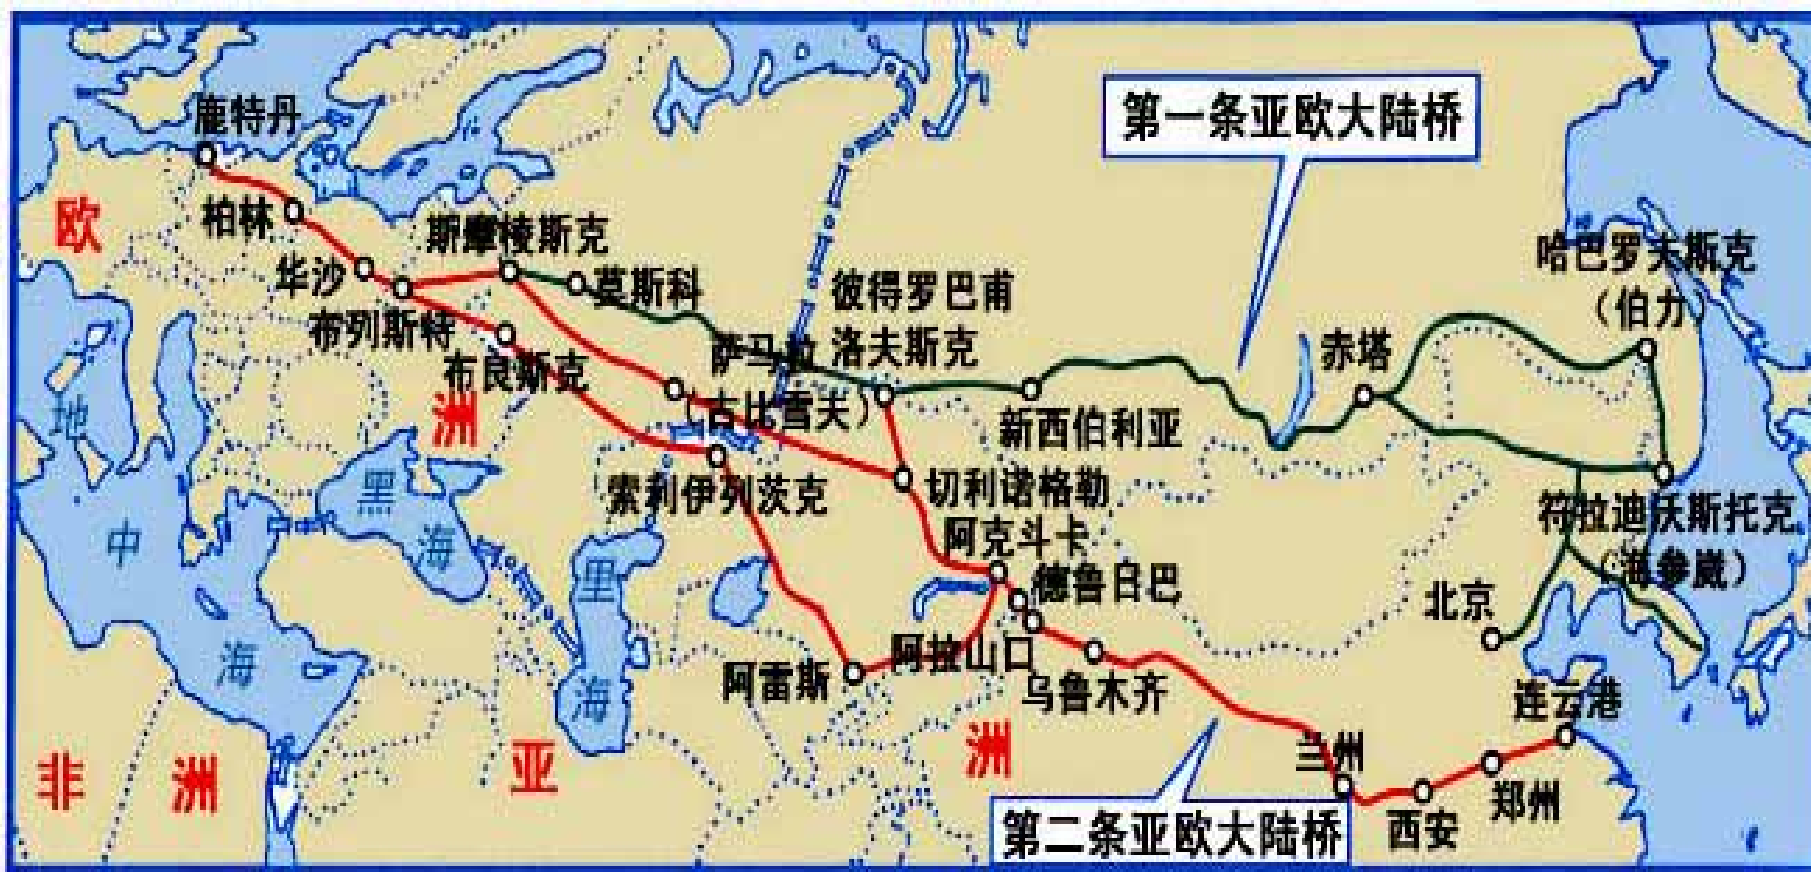 第一条亚欧大陆桥
鹿特丹
欧
柏林
斯摩棱斯克
哈巴罗夫斯克
（伯力）
华沙
莫斯科
彼得罗巴甫
洛夫斯克
布列斯特
萨马拉
（古比雪夫）
赤塔
布良斯克
洲
地
新西伯利亚
黑
索利伊列茨克
切利诺格勒
符拉迪沃斯托克
（海参崴）
中
海
阿克斗卡
里
德鲁日巴
北京
海
阿雷斯
阿拉山口
乌鲁木齐
海
连云港
非
洲
亚
洲
兰州
第二条亚欧大陆桥
西安
郑州